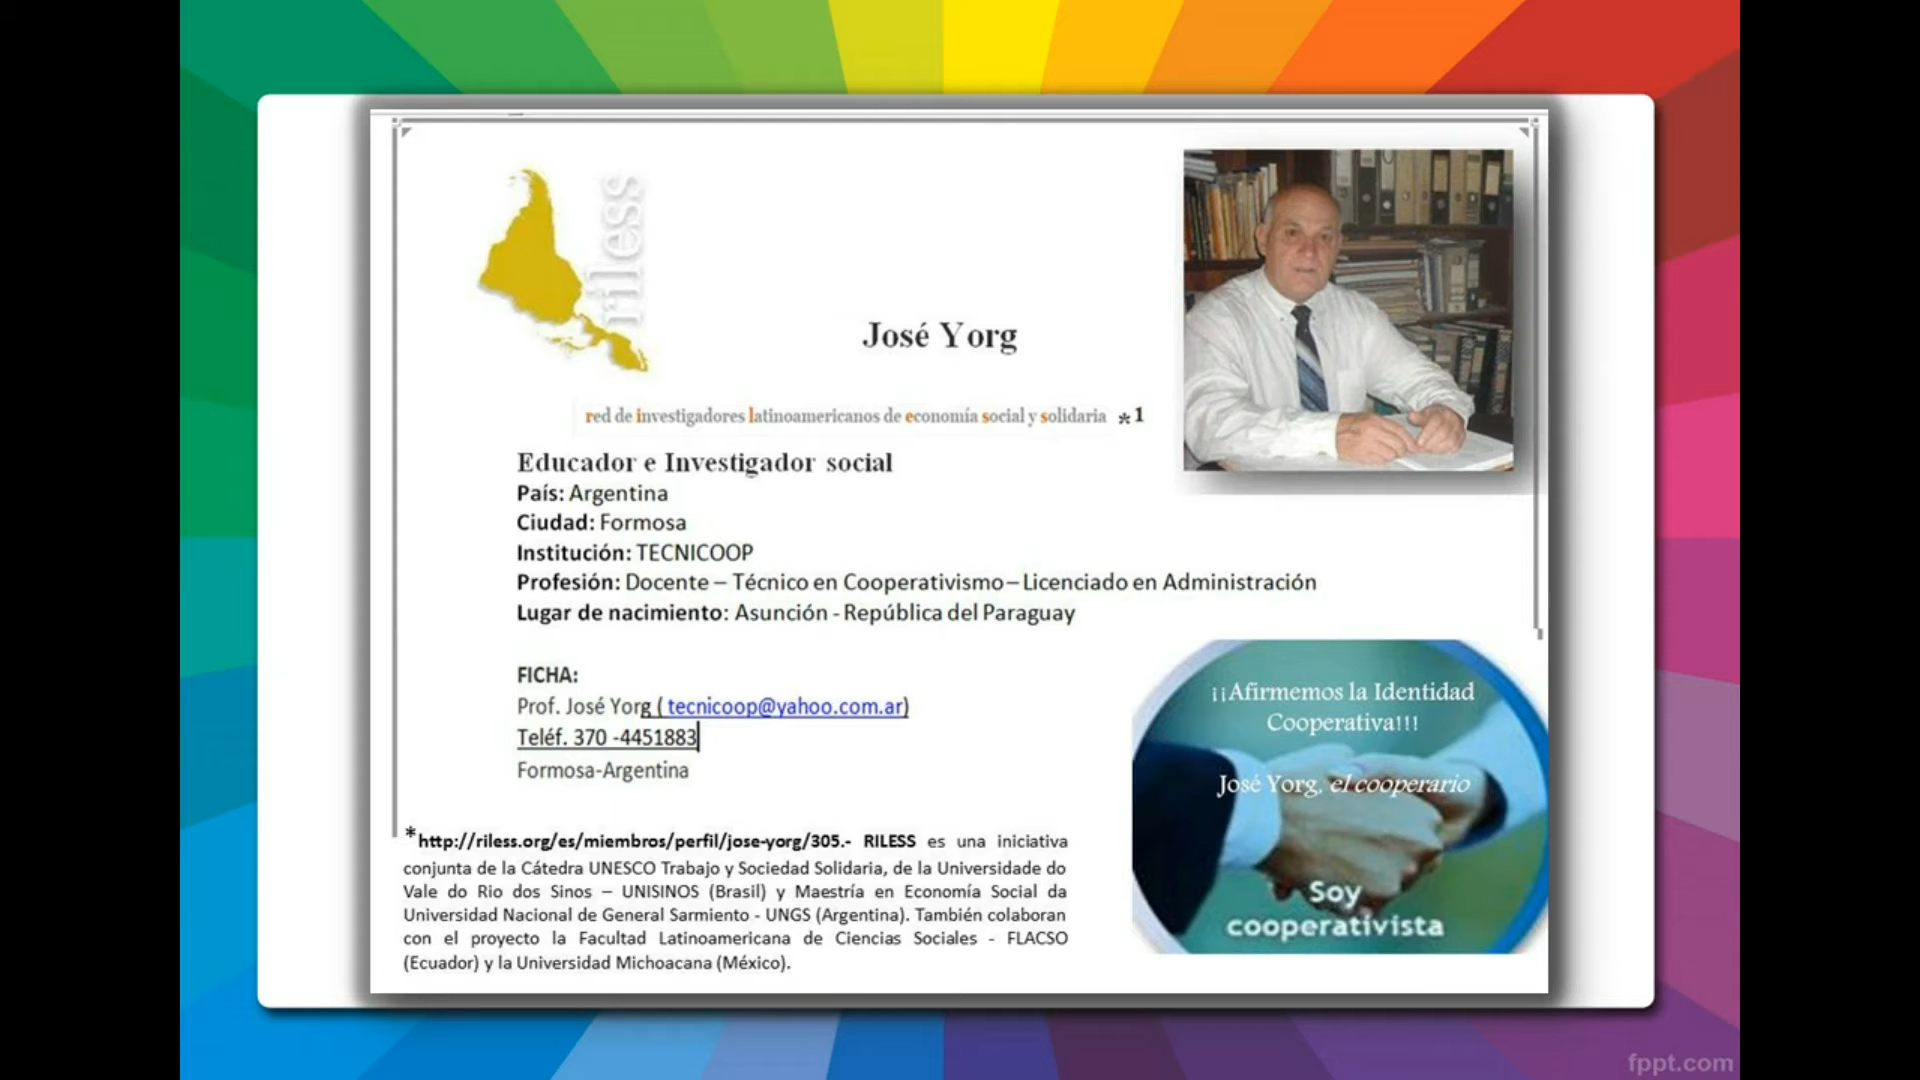 riless
José Yorg
red de investigadores latinoamericanos de economía social y solidaria *1
Educador e Investigador social
País: Argentina
Ciudad: Formosa
Institución: TECNICOOP
Profesión: Docente – Técnico en Cooperativismo – Licenciado en Administración
Lugar de nacimiento: Asunción - República del Paraguay
FICHA:
Prof. José Yorg ( tecnicoop@yahoo.com.ar)
Teléf. 370 -4451883
Formosa-Argentina
¡¡Afirmemos la Identidad
Cooperativa!!!
José Yorg, el cooperario
Soy
cooperativista
*http://riless.org/es/miembros/perfil/jose-yorg/305.- RILESS es una iniciativa
conjunta de la Cátedra UNESCO Trabajo y Sociedad Solidaria, de la Universidade do
Vale do Rio dos Sinos – UNISINOS (Brasil) y Maestría en Economía Social da
Universidad Nacional de General Sarmiento - UNGS (Argentina). También colaboran
con el proyecto la Facultad Latinoamericana de Ciencias Sociales - FLACSO
(Ecuador) y la Universidad Michoacana (México).
fppt.com